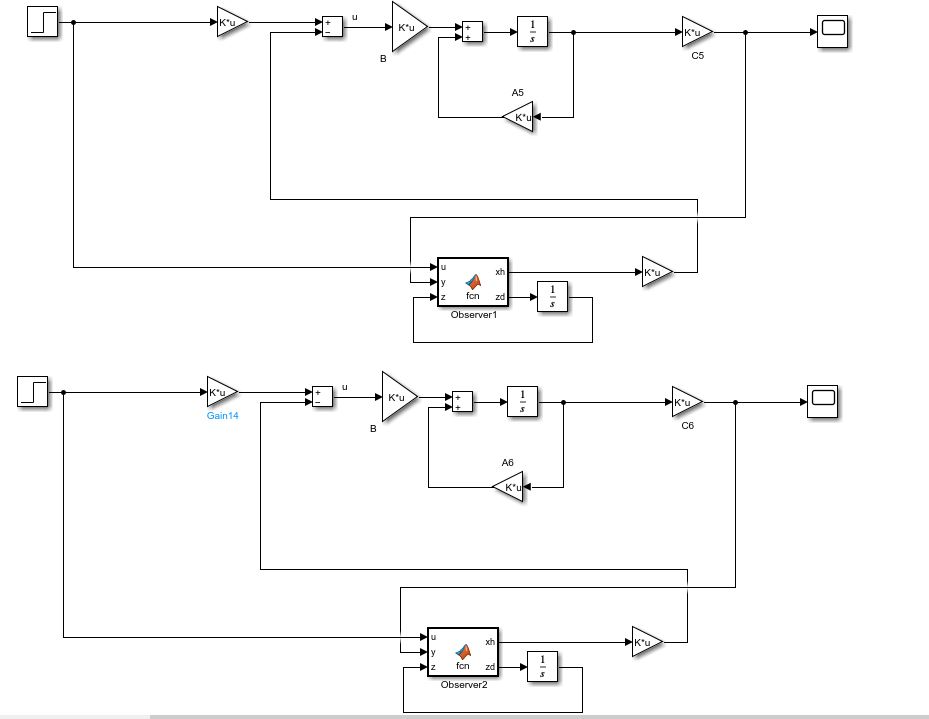 K*u
+
−
u
K*u
B
+
+
1
s
K*u
C5
A5
K*u
u
y
z
xh
zd
fcn
Observer1
K*u
1
s
K*u
Gain14
+
−
u
K*u
B
+
+
1
s
K*u
C6
A6
K*u
u
y
z
xh
zd
fcn
Observer2
K*u
1
s